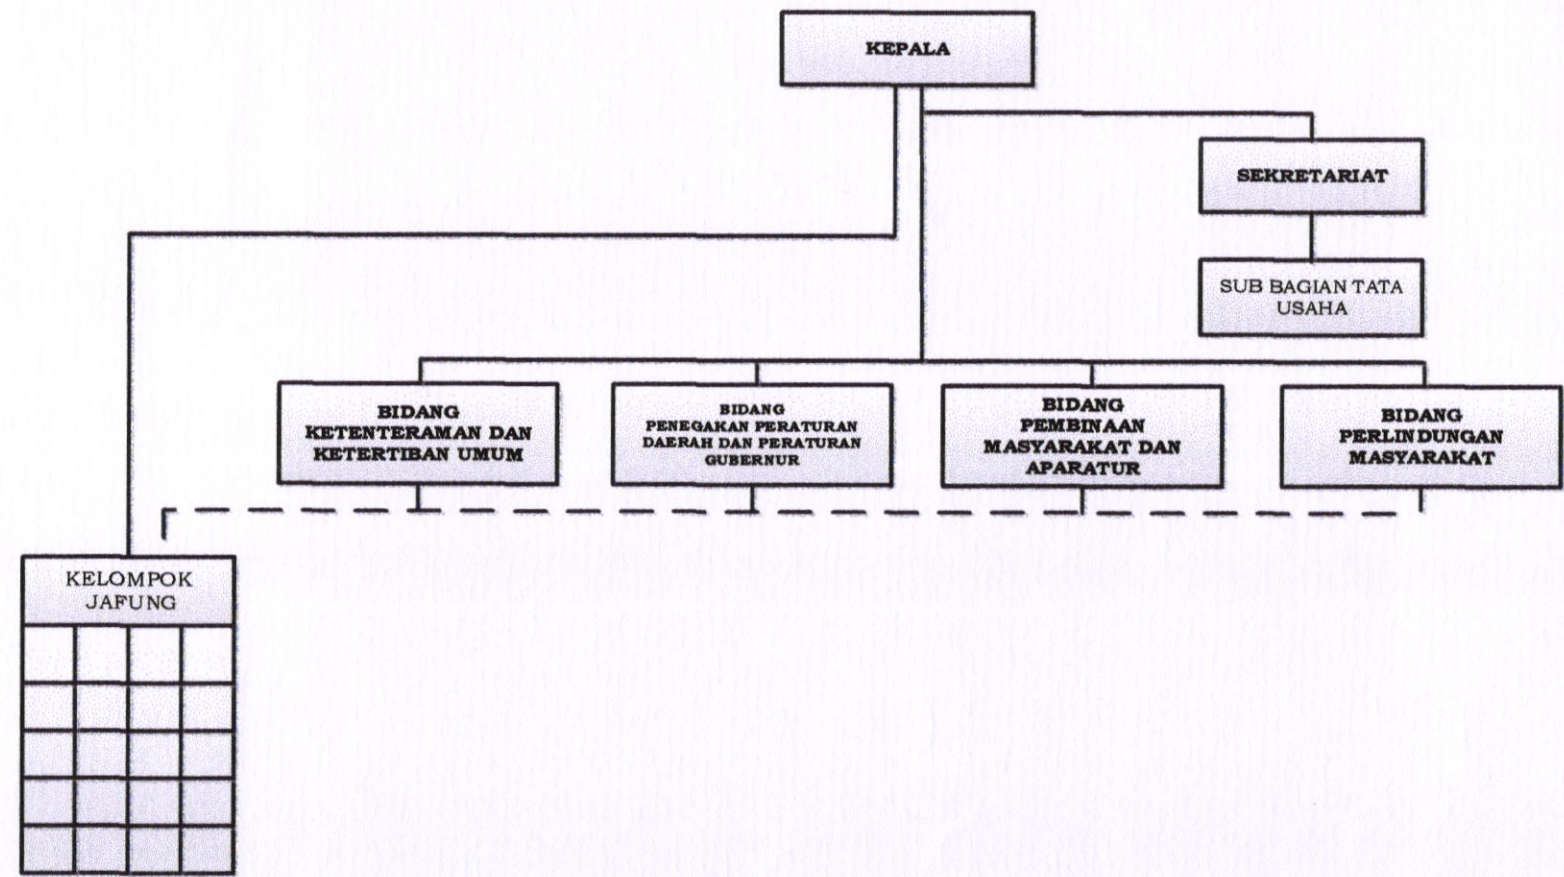 KEPALA
SEKRETARIAT
SUB BAGIAN TATA
USAHA
BIDANG
KETENTERAMAN DAN
KETERTIBAN UMUM
BIDANG
PENEGAKAN PERATURAN
DAERAH DAN PERATURAN
GUBERNUR
BIDANG
PEMBINAAN
MASYARAKAT DAN
APARATUR
BIDANG
PERLINDUNGAN
MASYARAKAT
KELOMPOK
JAFUNG